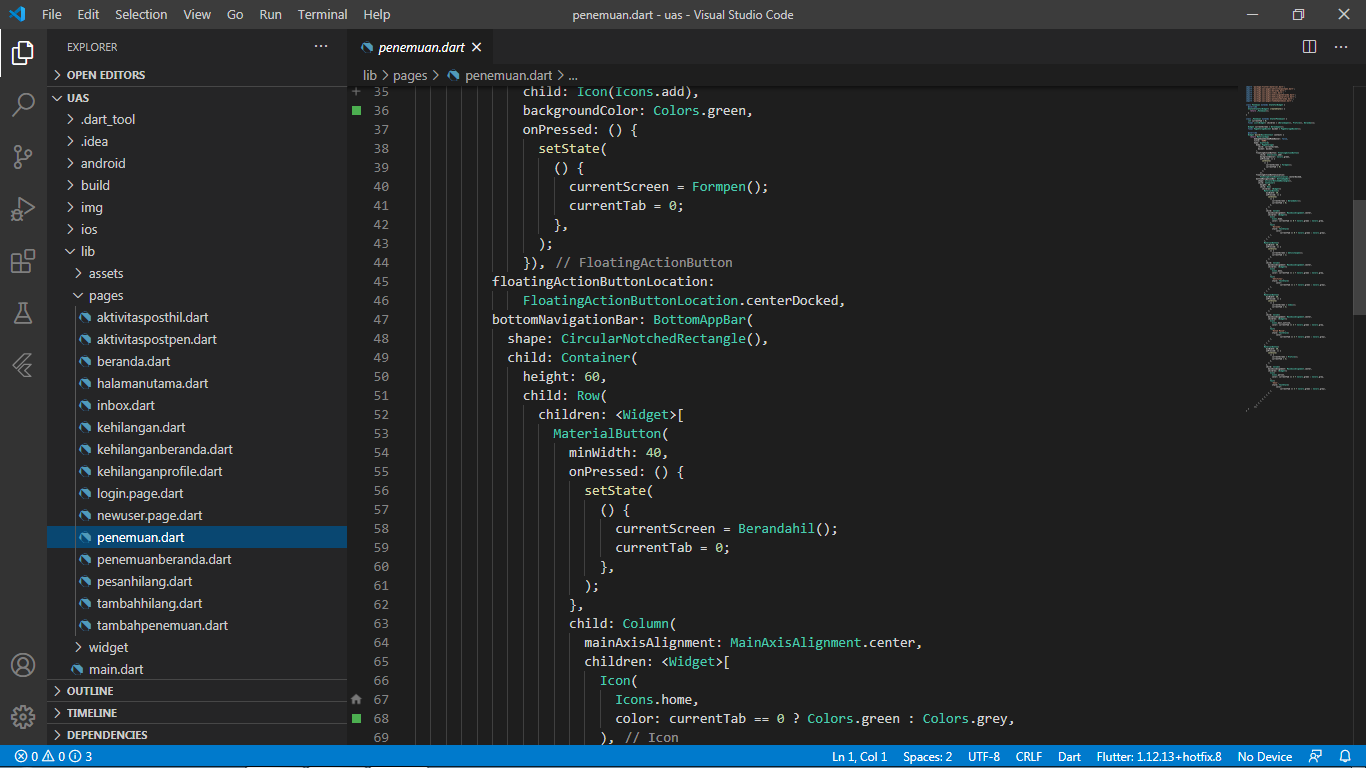 File Edit Selection View Go Run Terminal Help
penemuan.dart - uas - Visual Studio Code
EXPLORER
OPEN EDITORS
UAS
.dart_tool
.idea
android
build
img
ios
lib
assets
pages
aktivitasposthil.dart
aktivitaspostpen.dart
beranda.dart
halamanutama.dart
inbox.dart
kehilangan.dart
kehilanganberanda.dart
kehilanganprofile.dart
login.page.dart
newuser.page.dart
penemuan.dart
penemuanberanda.dart
pesanhilang.dart
tambahhilang.dart
tambahpenemuan.dart
widget
main.dart
OUTLINE
TIMELINE
DEPENDENCIES
penemuan.dart
lib > pages > penemuan.dart > ...
35 child: Icon(Icons.add),
36 backgroundColor: Colors.green,
37 onPressed: () {
38 setState(
39 () {
40 currentScreen = Formpen();
41 currentTab = 0;
42 },
43 );
44 }), // FloatingActionButton
45 floatingActionButtonLocation:
46 FloatingActionButtonLocation.centerDocked,
47 bottomNavigationBar: BottomAppBar(
48 shape: CircularNotchedRectangle(),
49 child: Container(
50 height: 60,
51 child: Row(
52 children: <Widget>[
53 MaterialButton(
54 minWidth: 40,
55 onPressed: () {
56 setState(
57 () {
58 currentScreen = Berandahil();
59 currentTab = 0;
60 },
61 );
62 },
63 child: Column(
64 mainAxisAlignment: MainAxisAlignment.center,
65 children: <Widget>[
66 Icon(
67 Icons.home,
68 color: currentTab == 0 ? Colors.green : Colors.grey,
69 ), // Icon
0 0 3
Ln 1, Col 1 Spaces: 2 UTF-8 CRLF Dart Flutter: 1.12.13+hotfix.8 No Device